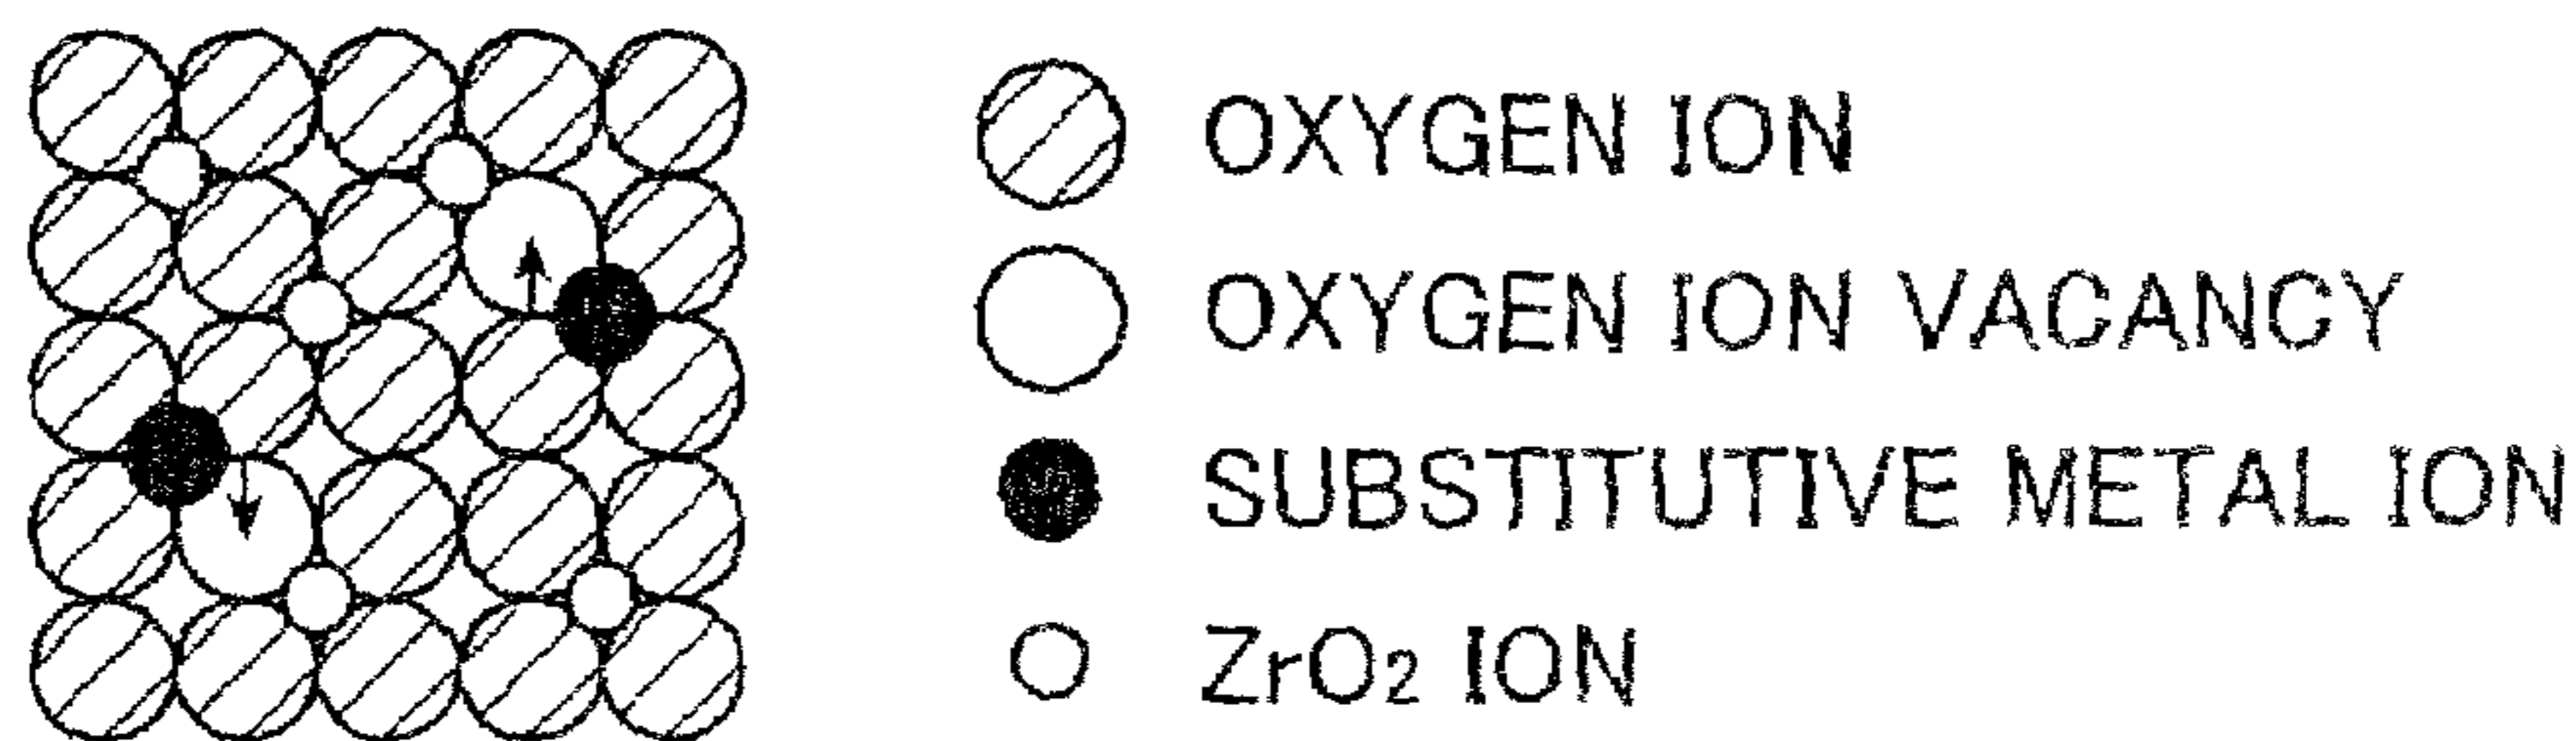 OXYGEN ION
OXYGEN ION VACANCY
SUBSTITUTIVE METAL ION
ZrO₂ ION